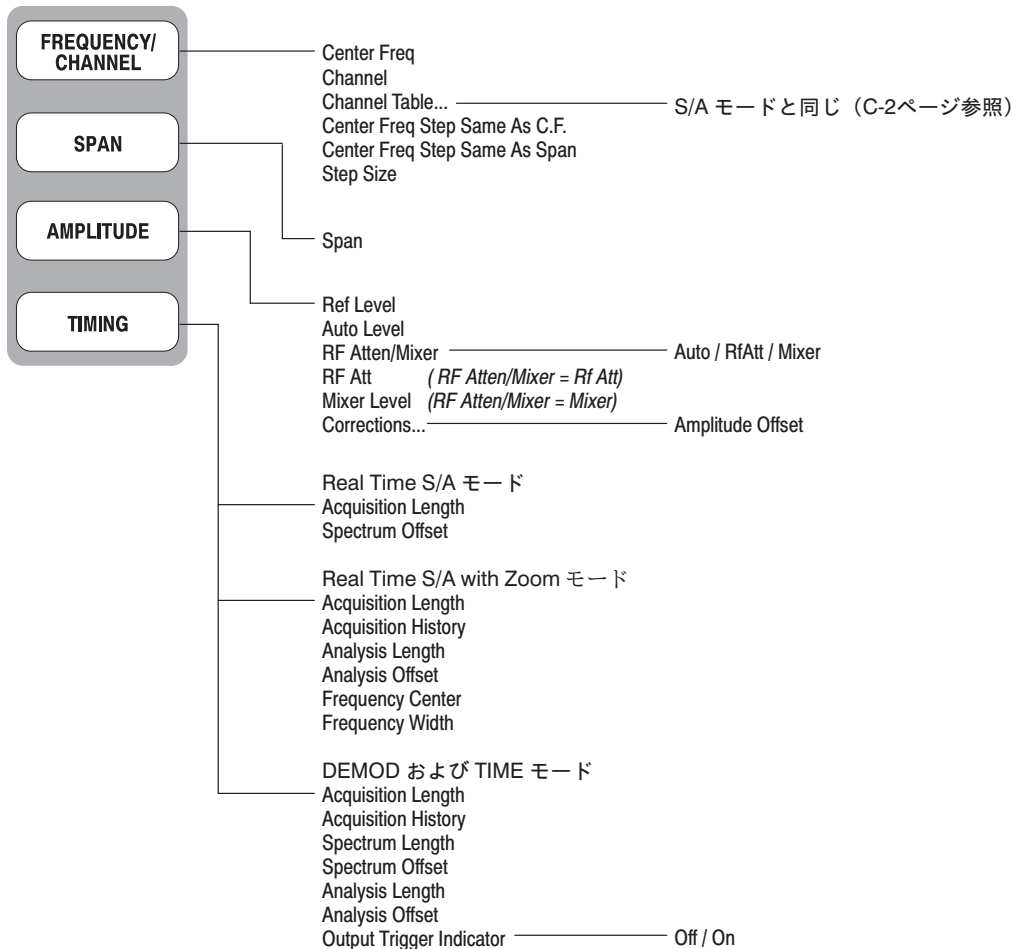 FREQUENCY/
CHANNEL
SPAN
AMPLITUDE
TIMING
Center Freq
Channel
Channel Table... S/A モードと同じ（C-2ページ参照）
Center Freq Step Same As C.F.
Center Freq Step Same As Span
Step Size
Span
Ref Level
Auto Level
RF Atten/Mixer Auto / RfAtt / Mixer
RF Att ( RF Atten/Mixer = Rf Att)
Mixer Level (RF Atten/Mixer = Mixer)
Corrections... Amplitude Offset
Real Time S/A モード
Acquisition Length
Spectrum Offset
Real Time S/A with Zoom モード
Acquisition Length
Acquisition History
Analysis Length
Analysis Offset
Frequency Center
Frequency Width
DEMOD および TIME モード
Acquisition Length
Acquisition History
Spectrum Length
Spectrum Offset
Analysis Length
Analysis Offset
Output Trigger Indicator Off / On